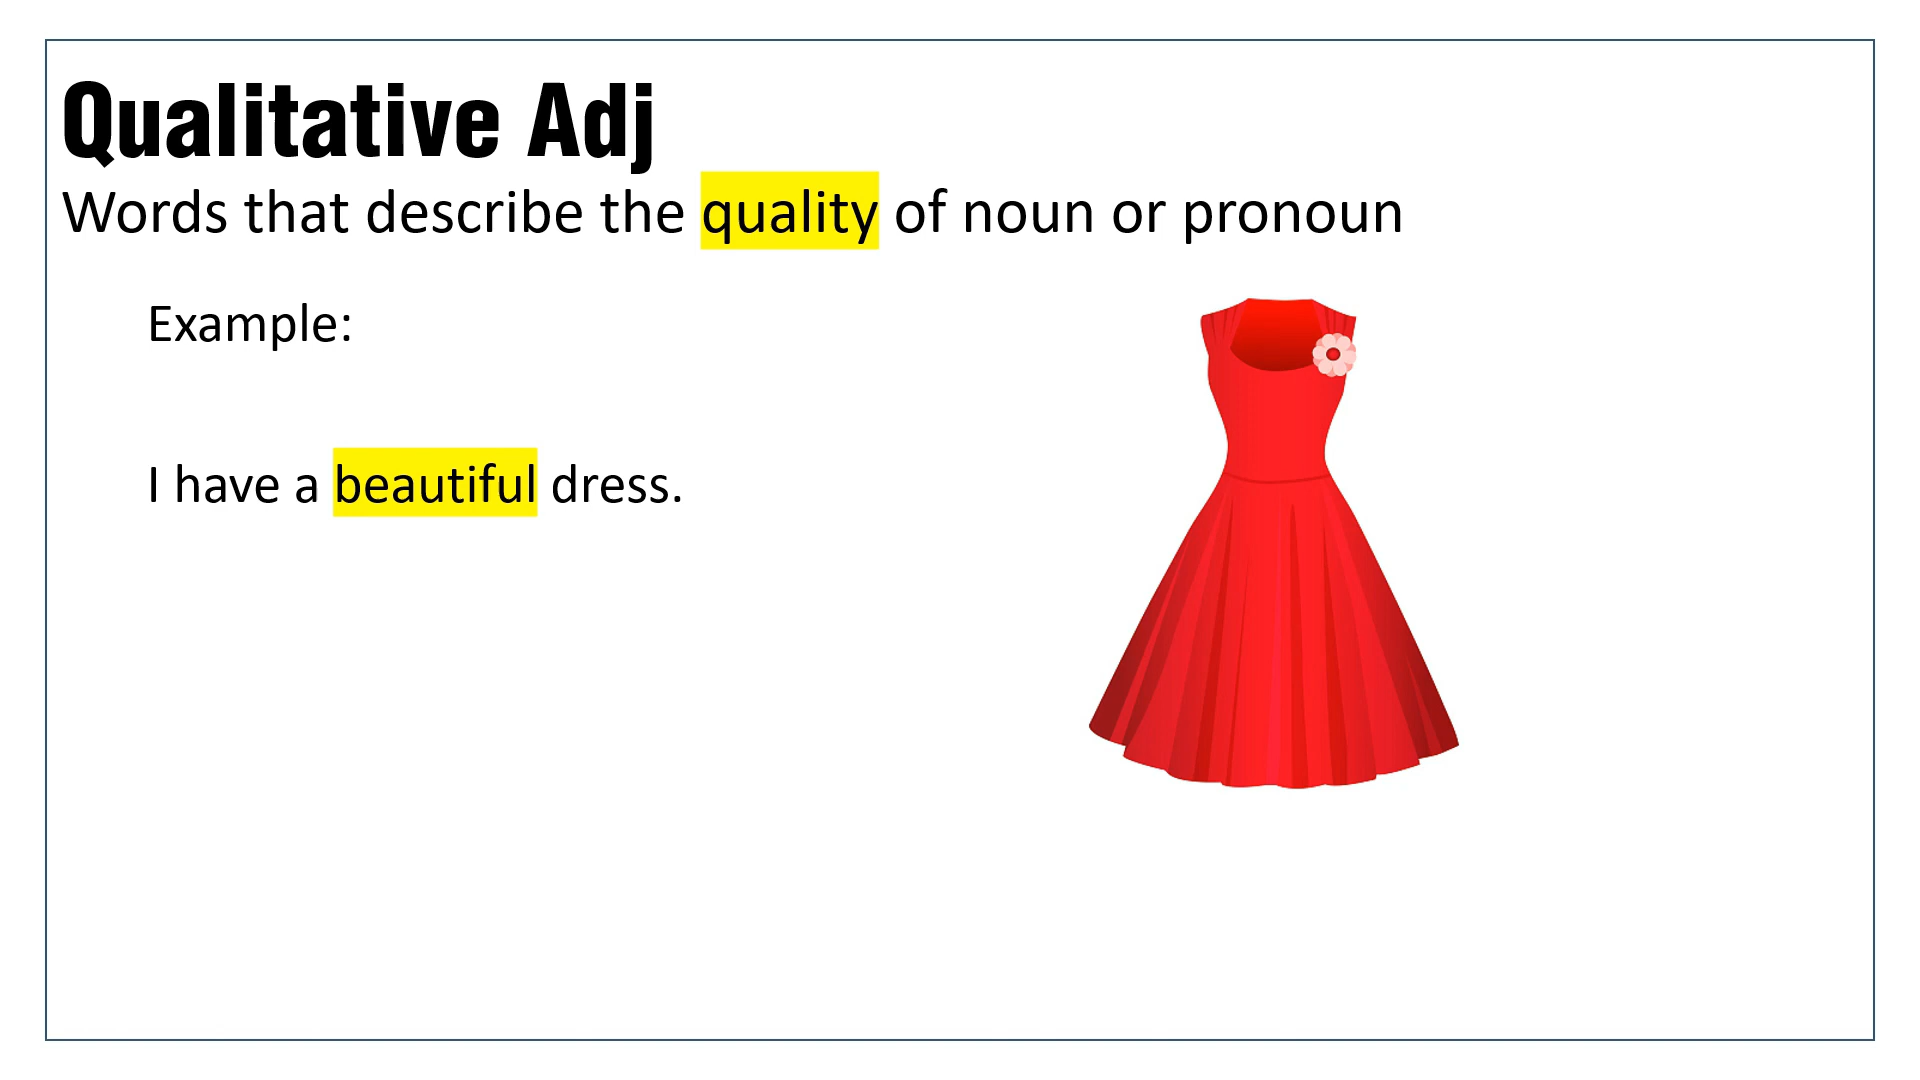 Qualitative Adj
Words that describe the quality of noun or pronoun
Example:
I have a beautiful dress.